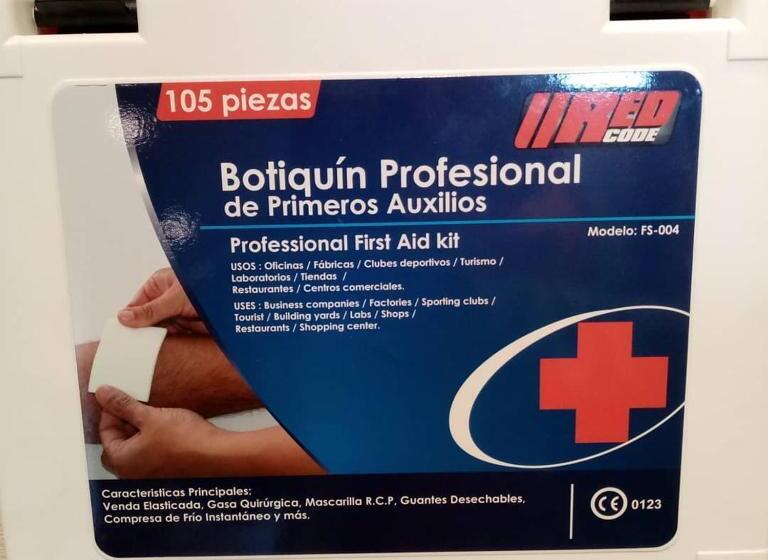 105 piezas
RED
CODE
Botiquín Profesional
de Primeros Auxilios
Modelo: FS-004
Professional First Aid kit
USOS : Oficinas / Fábricas / Clubes deportivos / Turismo /
Laboratorios / Tiendas /
Restaurantes / Centros comerciales.
USES : Business companies / Factories / Sporting clubs /
Tourist / Building yards / Labs / Shops /
Restaurants / Shopping center.
Caracteristicas Principales:
Venda Elasticada, Gasa Quirúrgica, Mascarilla R.C.P, Guantes Desechables,
Compresa de Frío Instantáneo y más.
CE 0123